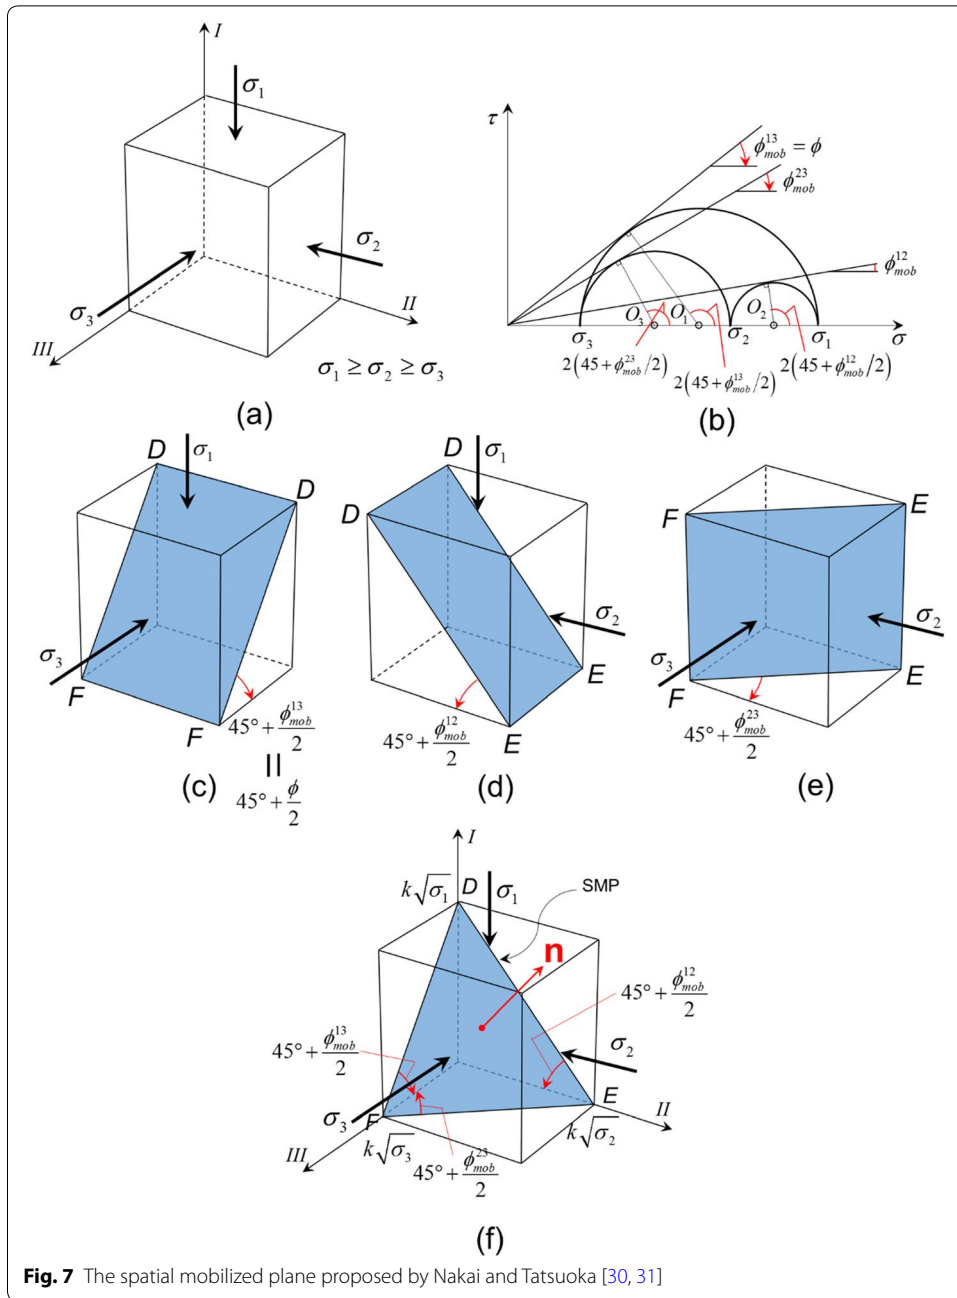 I
σ₁
σ₂
σ₃
II
III
σ₁ ≥ σ₂ ≥ σ₃
(a)
τ
ϕ¹³mob = ϕ
ϕ²³mob
ϕ¹²mob
O₃ O₁ O₂
σ₃ σ₂ σ₁ σ
2(45+ϕ²³mob/2) 2(45+ϕ¹³mob/2) 2(45+ϕ¹²mob/2)
(b)
D σ₁ D
σ₃
F F
45°+ϕ¹³mob/2
=
45°+ϕ/2
(c)
D σ₁
D
σ₂
E
E
45°+ϕ¹²mob/2
(d)
F E
σ₂
σ₃
F E
45°+ϕ²³mob/2
(e)
I
k√σ₁ D σ₁ SMP
n
45°+ϕ¹²mob/2
45°+ϕ¹³mob/2
σ₂
σ₃ F E II
III k√σ₃ k√σ₂
45°+ϕ²³mob/2
(f)
Fig. 7 The spatial mobilized plane proposed by Nakai and Tatsuoka [30, 31]